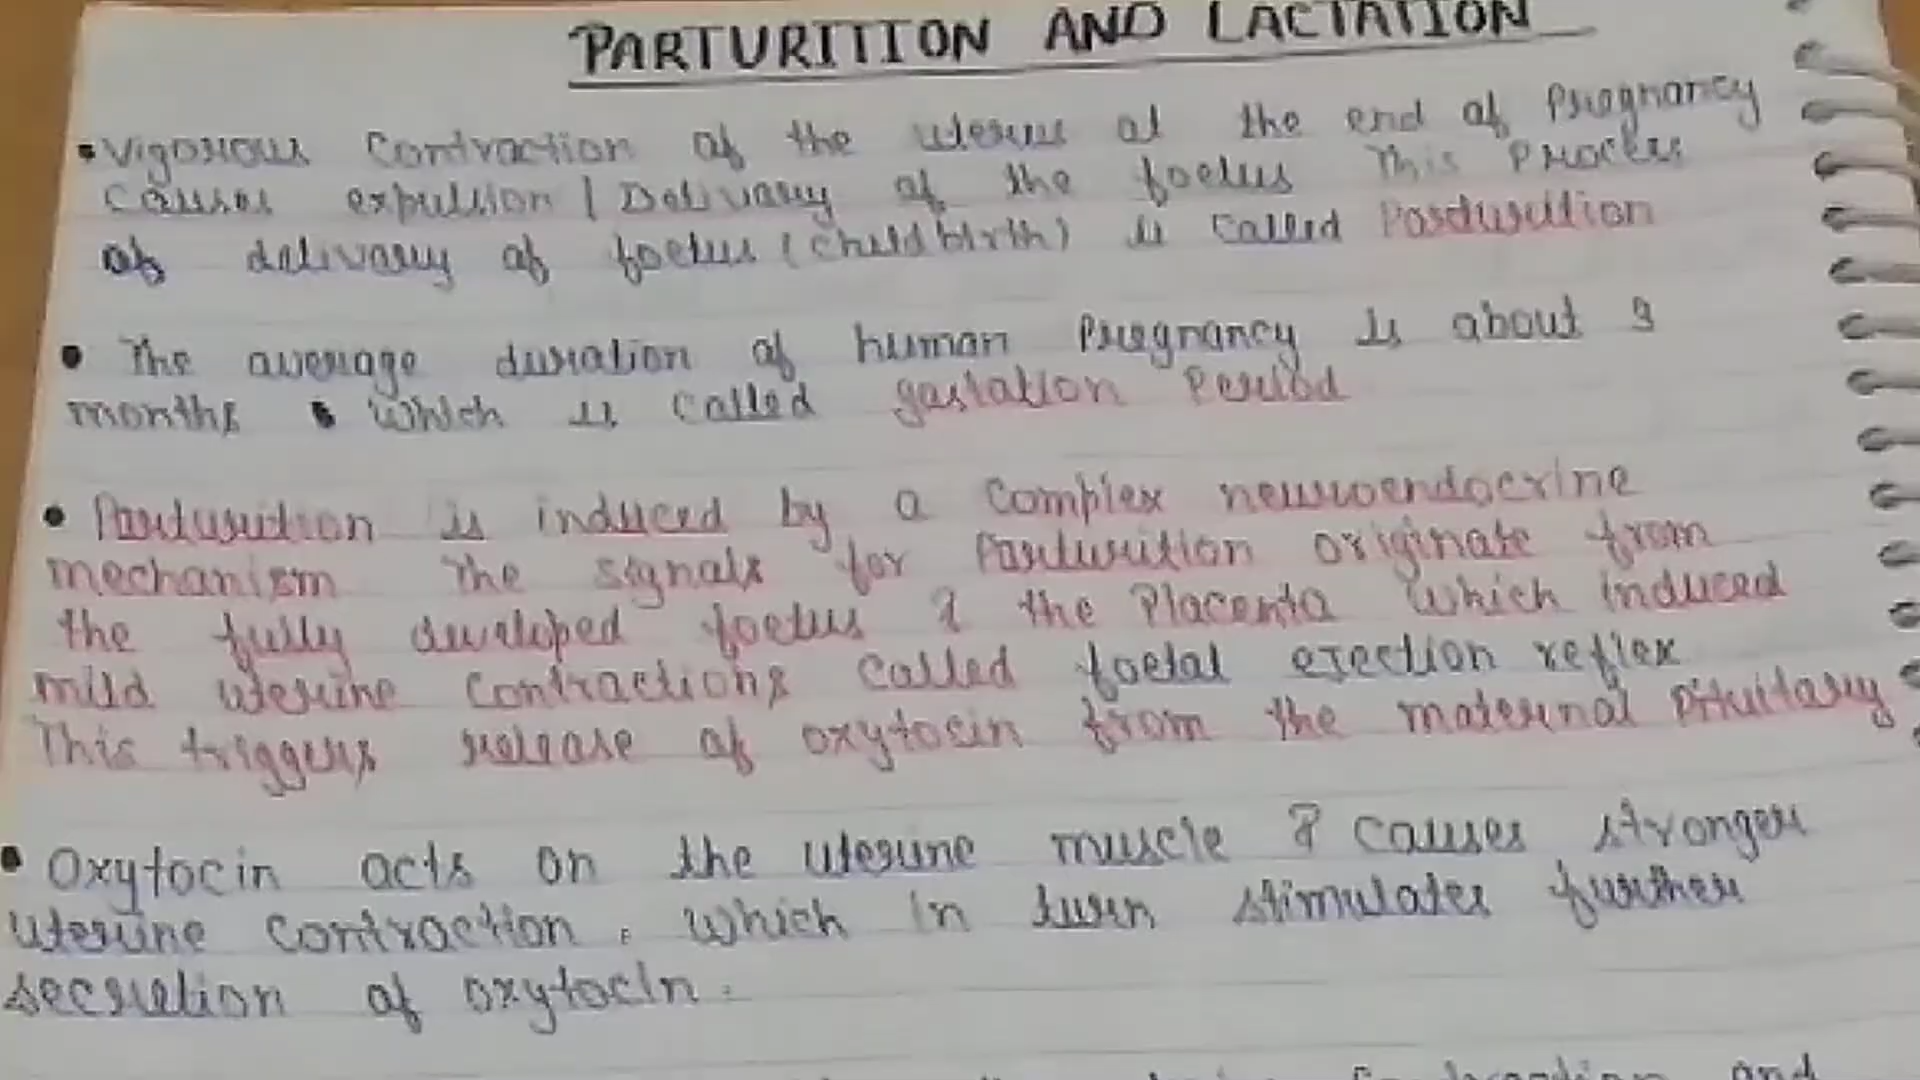 PARTURITION AND LACTATION
• Vigorous Contraction of the uterus at the end of Pregnancy
Causes expulsion / Delivary of the foetus This Process
of delivary of foetus (childbirth) is called Parturition
• The average duration of human Pregnancy is about 9
months which is called gastation Period
• Parturition is induced by a Complex neuroendocrine
mechanism The signals for Parturition originate from
the fully developed foetus & the Placenta which induced
mild uterine contractions called foetal ejection reflex
This triggers release of oxytocin from the maternal Pituitary
• Oxytocin acts on the uterine muscle & causes stronger
uterine contraction, which in turn stimulates further
secretion of oxytocin.
and